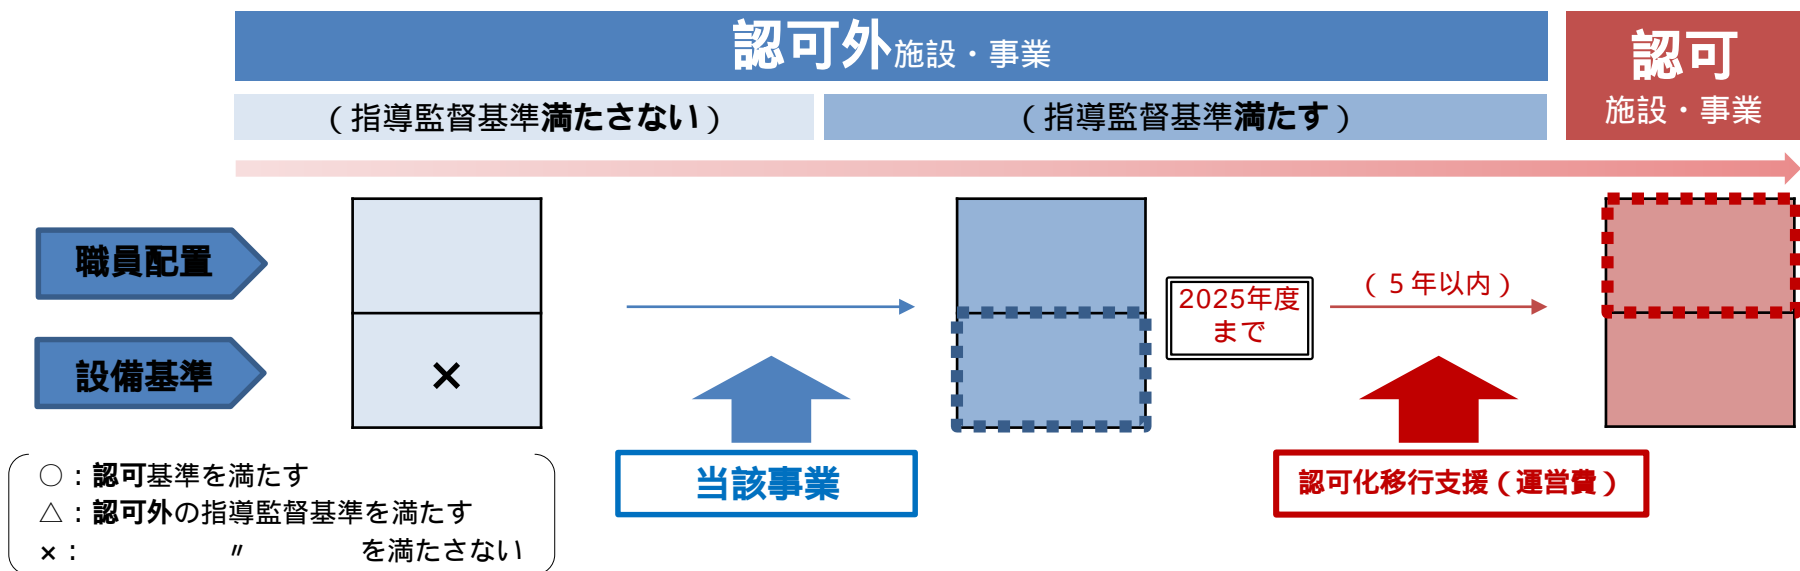 認可外施設・事業
認可
施設・事業
(指導監督基準満たさない)
(指導監督基準満たす)
職員配置
設備基準
×
2025年度
まで
(5年以内)
当該事業
認可化移行支援(運営費)
○:認可基準を満たす
△:認可外の指導監督基準を満たす
×: 〃 を満たさない